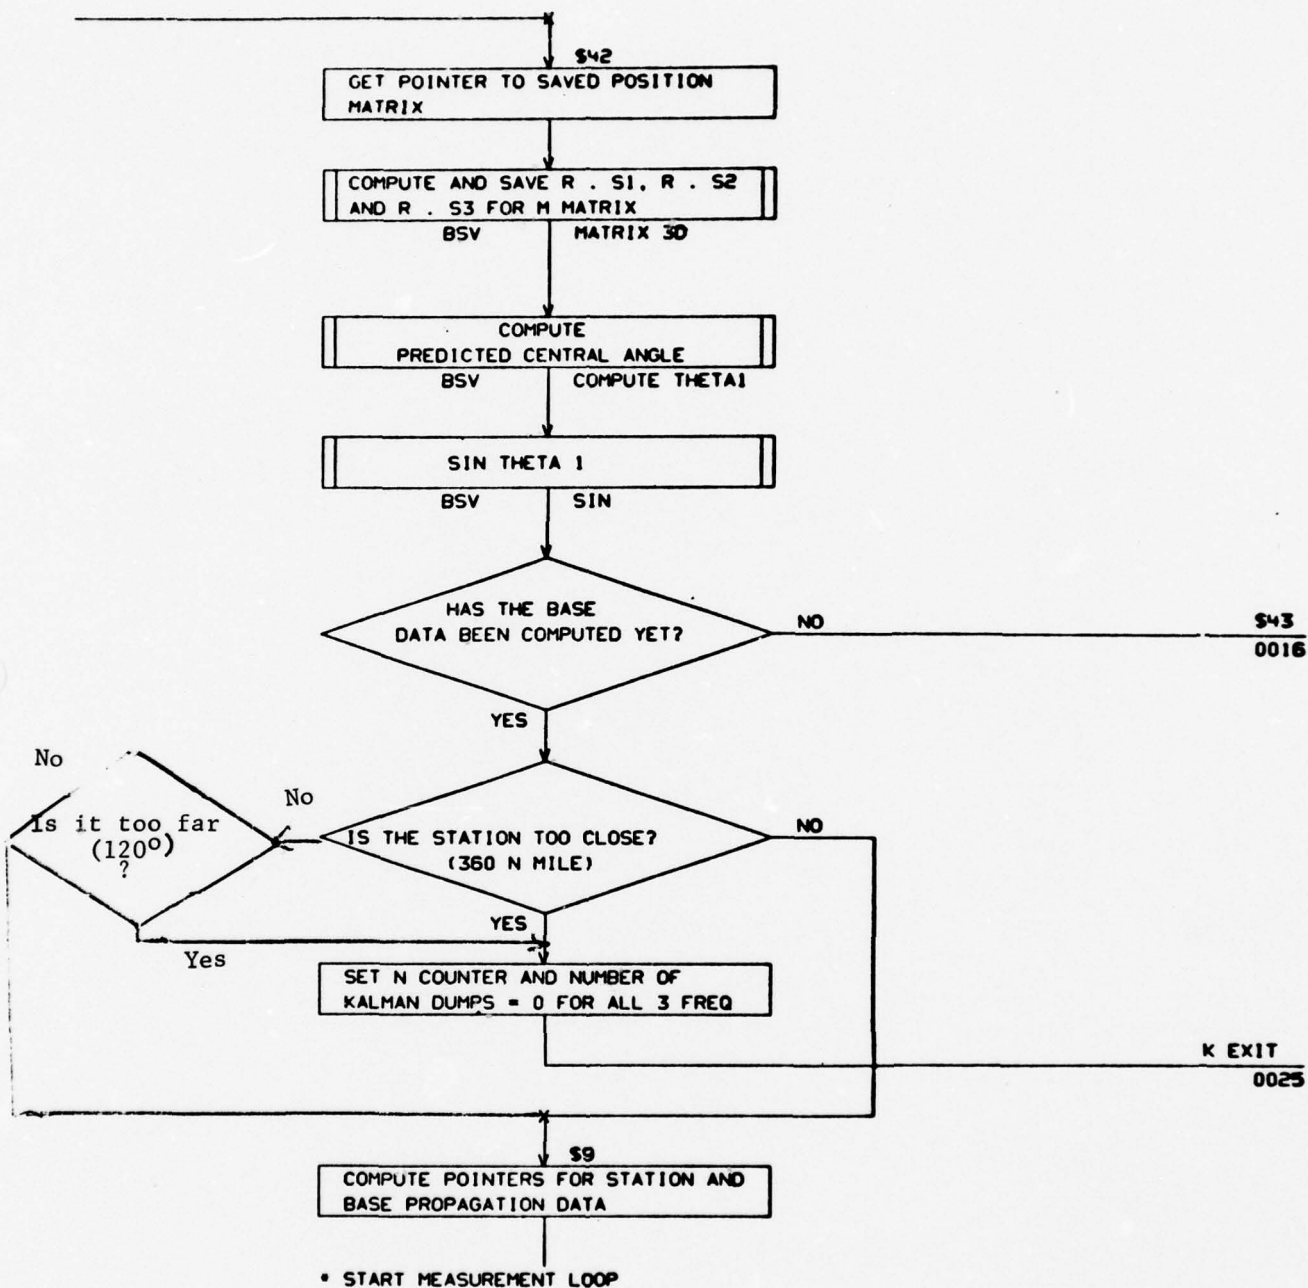 $42
GET POINTER TO SAVED POSITION
MATRIX
COMPUTE AND SAVE R . S1, R . S2
AND R . S3 FOR M MATRIX
BSV MATRIX 3D
COMPUTE
PREDICTED CENTRAL ANGLE
BSV COMPUTE THETA1
SIN THETA 1
BSV SIN
HAS THE BASE
DATA BEEN COMPUTED YET?
NO
$43
0016
YES
No
Is it too far
(120°)
?
No
IS THE STATION TOO CLOSE?
(360 N MILE)
NO
YES
Yes
SET N COUNTER AND NUMBER OF
KALMAN DUMPS = 0 FOR ALL 3 FREQ
K EXIT
0025
$9
COMPUTE POINTERS FOR STATION AND
BASE PROPAGATION DATA
* START MEASUREMENT LOOP